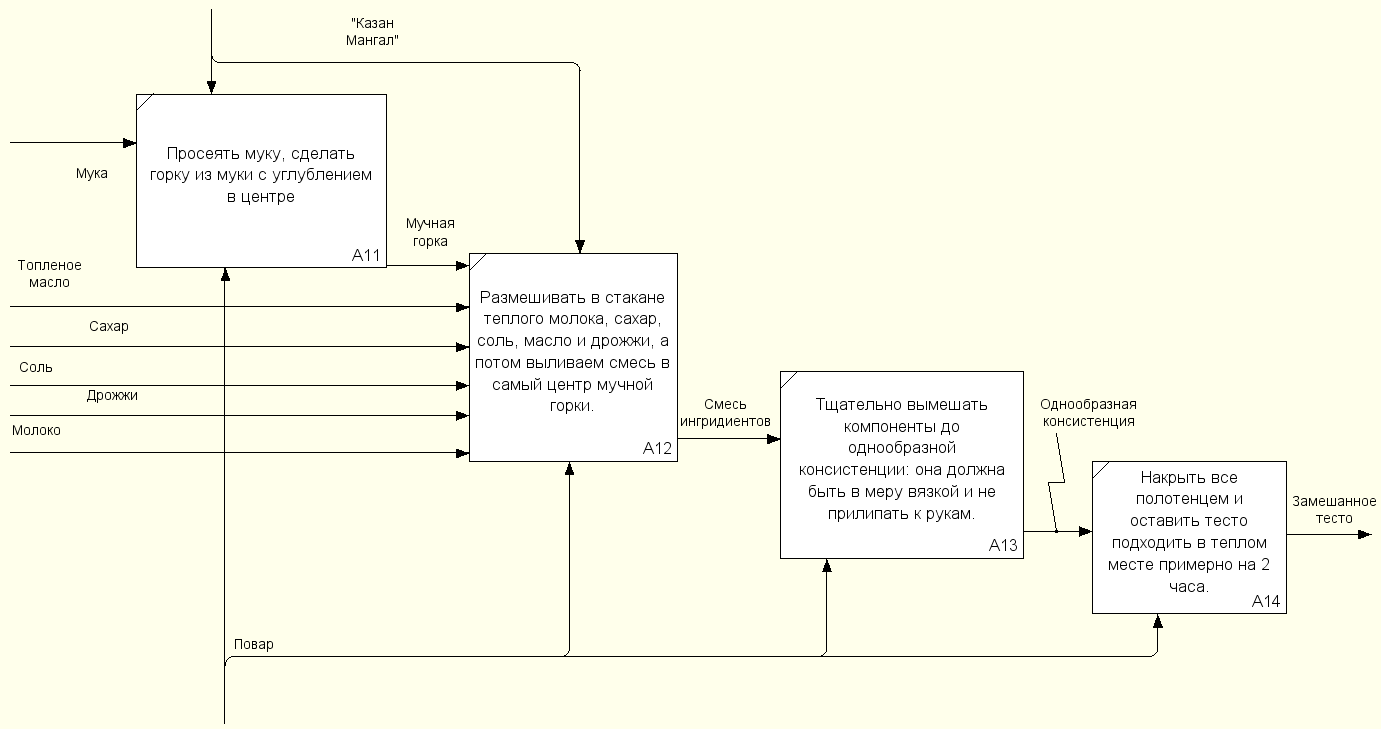 "Казан
Мангал"
Мука
Просеять муку, сделать
горку из муки с углублением
в центре
A11
Мучная
горка
Топленое
масло
Сахар
Соль
Дрожжи
Молоко
Размешивать в стакане
теплого молока, сахар,
соль, масло и дрожжи, а
потом выливаем смесь в
самый центр мучной
горки.
A12
Смесь
ингридиентов
Тщательно вымешать
компоненты до
однообразной
консистенции: она должна
быть в меру вязкой и не
прилипать к рукам.
A13
Однообразная
консистенция
Накрыть все
полотенцем и
оставить тесто
подходить в теплом
месте примерно на 2
часа.
A14
Замешанное
тесто
Повар